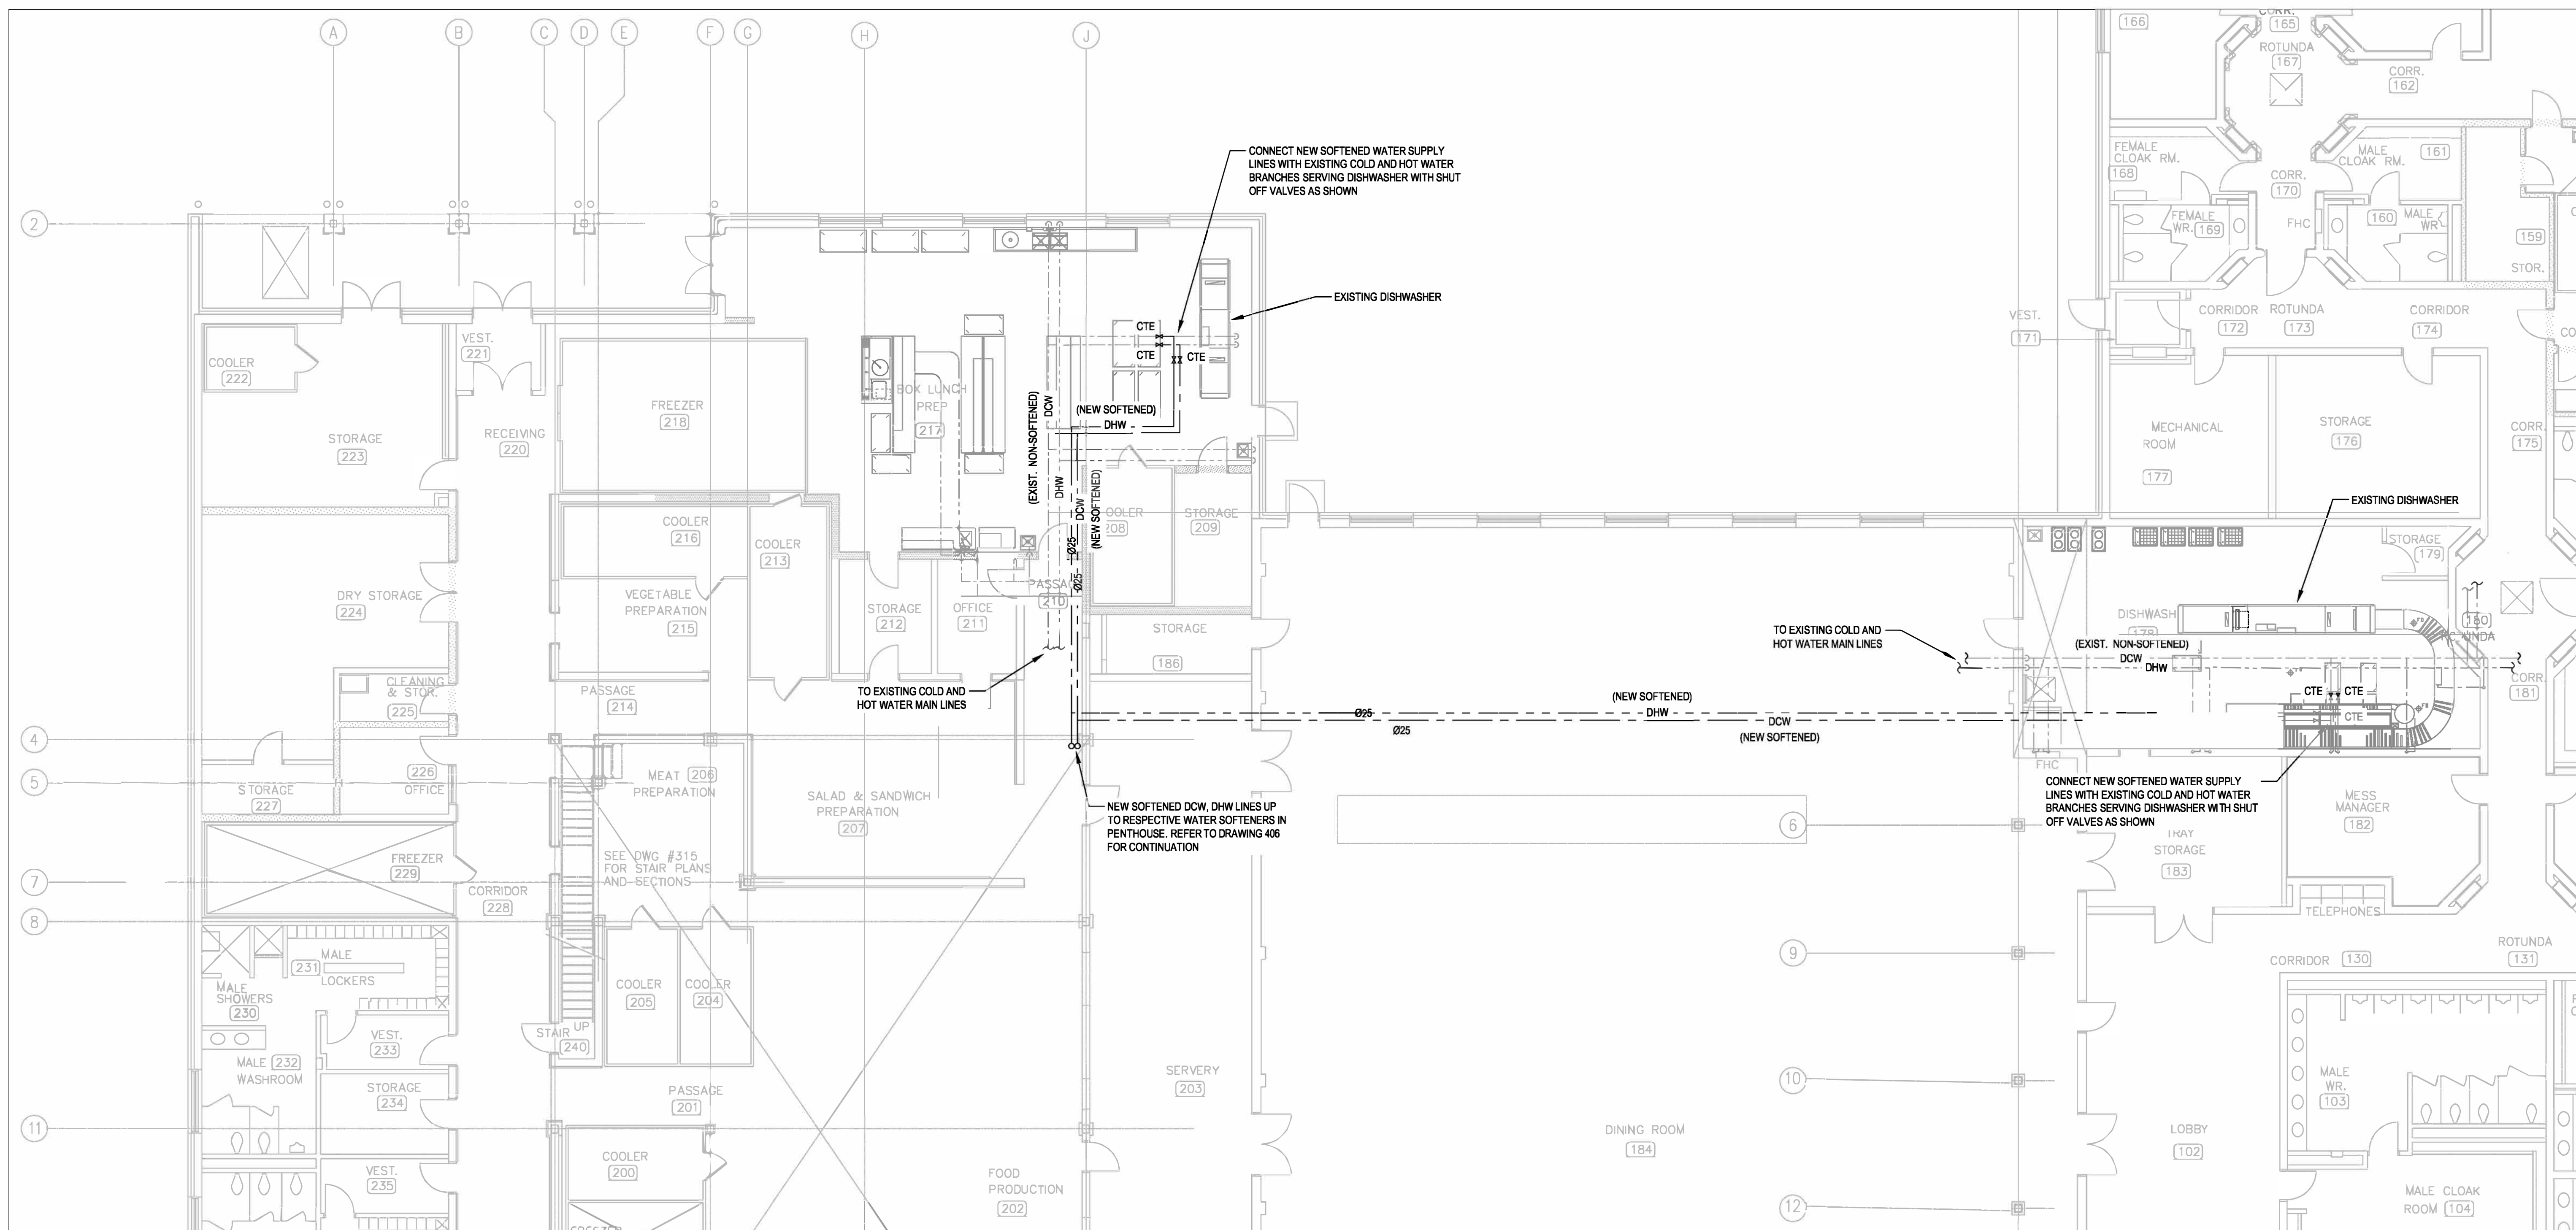 A
B
C
D
E
F
G
H
J
2
4
5
7
8
11
6
9
10
12
CONNECT NEW SOFTENED WATER SUPPLY
LINES WITH EXISTING COLD AND HOT WATER
BRANCHES SERVING DISHWASHER WITH SHUT
OFF VALVES AS SHOWN
EXISTING DISHWASHER
CTE
CTE
CTE
(NEW SOFTENED)
DHW
(EXIST. NON-SOFTENED)
DCW
DHW
DCW
(NEW SOFTENED)
Ø25
Ø25
COOLER
222
VEST.
221
STORAGE
223
RECEIVING
220
FREEZER
218
BOX LUNCH
PREP
217
COOLER
216
COOLER
213
VEGETABLE
PREPARATION
215
DRY STORAGE
224
STORAGE
212
OFFICE
211
210
208
STORAGE
209
STORAGE
186
CLEANING
& STOR.
225
PASSAGE
214
TO EXISTING COLD AND
HOT WATER MAIN LINES
226
OFFICE
STORAGE
227
MEAT 206
PREPARATION
SALAD & SANDWICH
PREPARATION
207
NEW SOFTENED DCW, DHW LINES UP
TO RESPECTIVE WATER SOFTENERS IN
PENTHOUSE. REFER TO DRAWING 406
FOR CONTINUATION
FREEZER
229
SEE DWG #315
FOR STAIR PLANS
AND SECTIONS
CORRIDOR
228
MALE
231
LOCKERS
MALE
SHOWERS
230
COOLER
205
COOLER
204
STAIR UP
240
VEST.
233
MALE 232
WASHROOM
STORAGE
234
PASSAGE
201
SERVERY
203
VEST.
235
COOLER
200
FOOD
PRODUCTION
202
DINING ROOM
184
(NEW SOFTENED)
Ø25
DHW
DCW
Ø25
(NEW SOFTENED)
166
CORR.
165
ROTUNDA
167
CORR.
162
FEMALE
CLOAK RM.
168
MALE
CLOAK RM.
161
CORR.
170
FEMALE
WR. 169
FHC
160 MALE
WR
159
STOR.
VEST.
171
CORRIDOR
172
ROTUNDA
173
CORRIDOR
174
MECHANICAL
ROOM
177
STORAGE
176
CORR.
175
EXISTING DISHWASHER
STORAGE
179
DISHWASH
178
180
(EXIST. NON-SOFTENED)
DCW
DHW
TO EXISTING COLD AND
HOT WATER MAIN LINES
CTE
CTE
CTE
CORR.
181
FHC
CONNECT NEW SOFTENED WATER SUPPLY
LINES WITH EXISTING COLD AND HOT WATER
BRANCHES SERVING DISHWASHER WITH SHUT
OFF VALVES AS SHOWN
MESS
MANAGER
182
TRAY
STORAGE
183
TELEPHONES
CORRIDOR 130
ROTUNDA
131
MALE
WR.
103
LOBBY
102
MALE CLOAK
ROOM 104